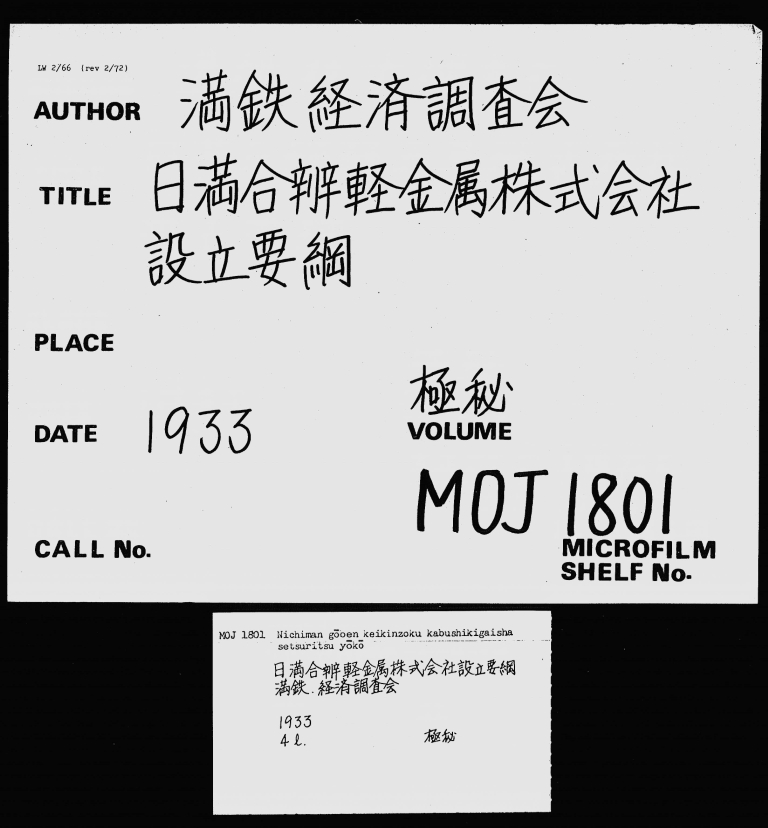 LW 2/66 (rev 2/72)
AUTHOR 満鉄経済調査会
TITLE 日満合辧軽金属株式会社
設立要綱
PLACE
極秘
DATE 1933 VOLUME
MOJ 1801
CALL No. MICROFILM
SHELF No.
MOJ 1801 Nichiman gōoen keikinzoku kabushikigaisha
setsuritsu yōkō
日満合辧軽金属株式会社設立要綱
満鉄. 経済調査会
1933
4 l. 極秘